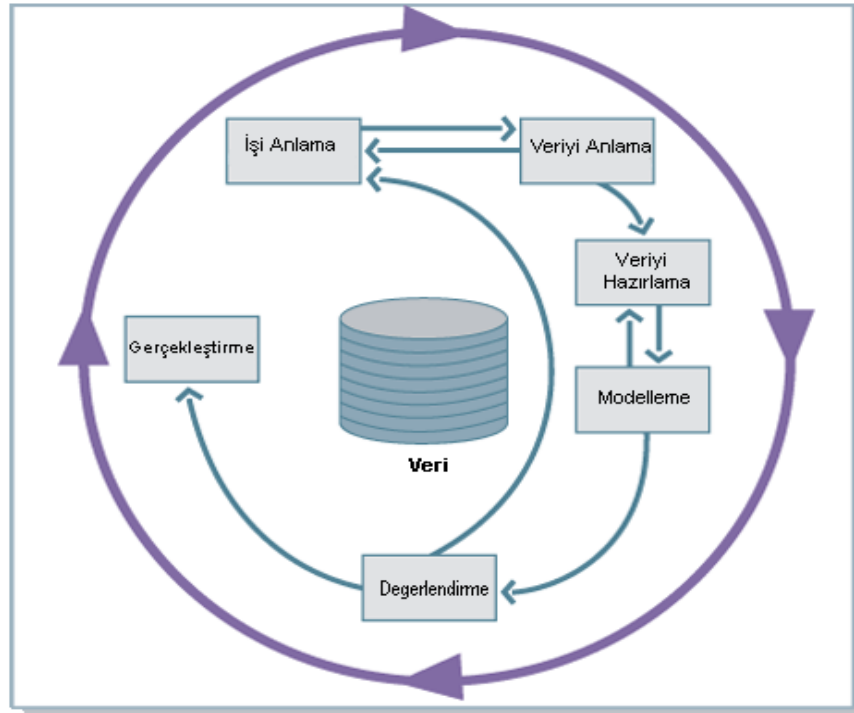 İşi Anlama
Veriyi Anlama
Veriyi
Hazırlama
Gerçekleştirme
Modelleme
Veri
Degerlendirme